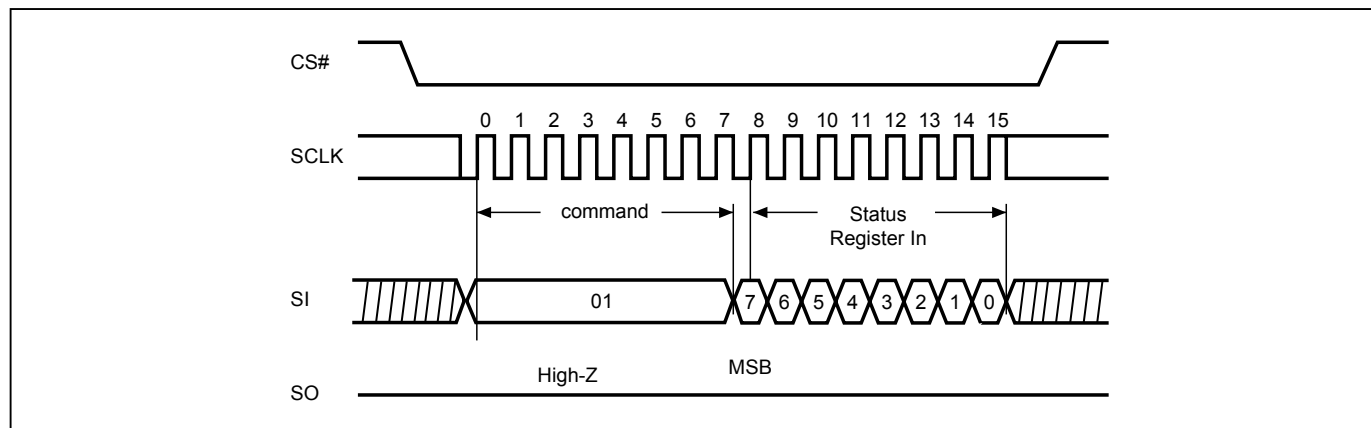 CS#
0 1 2 3 4 5 6 7 8 9 10 11 12 13 14 15
SCLK
command
Status
Register In
SI
01
7 6 5 4 3 2 1 0
MSB
High-Z
SO